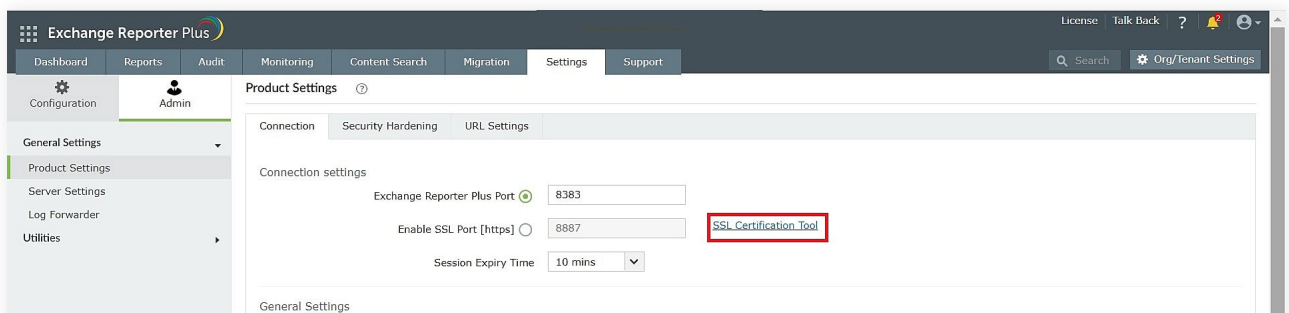 License Talk Back ? 2
Exchange Reporter Plus
Dashboard Reports Audit Monitoring Content Search Migration Settings Support Search Org/Tenant Settings
Configuration Admin
Product Settings ?
Connection Security Hardening URL Settings
General Settings
Product Settings
Server Settings
Log Forwarder
Utilities
Connection settings
Exchange Reporter Plus Port 8383
Enable SSL Port [https] 8887 SSL Certification Tool
Session Expiry Time 10 mins
General Settings